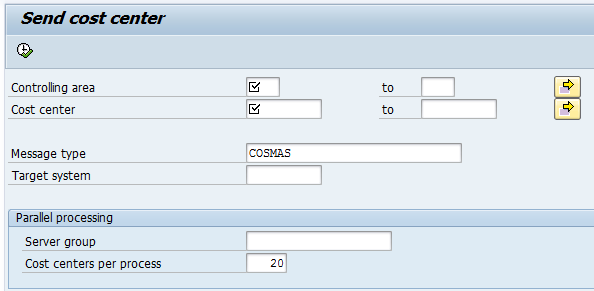 Send cost center
Controlling area to
Cost center to
Message type COSMAS
Target system
Parallel processing
Server group
Cost centers per process 20